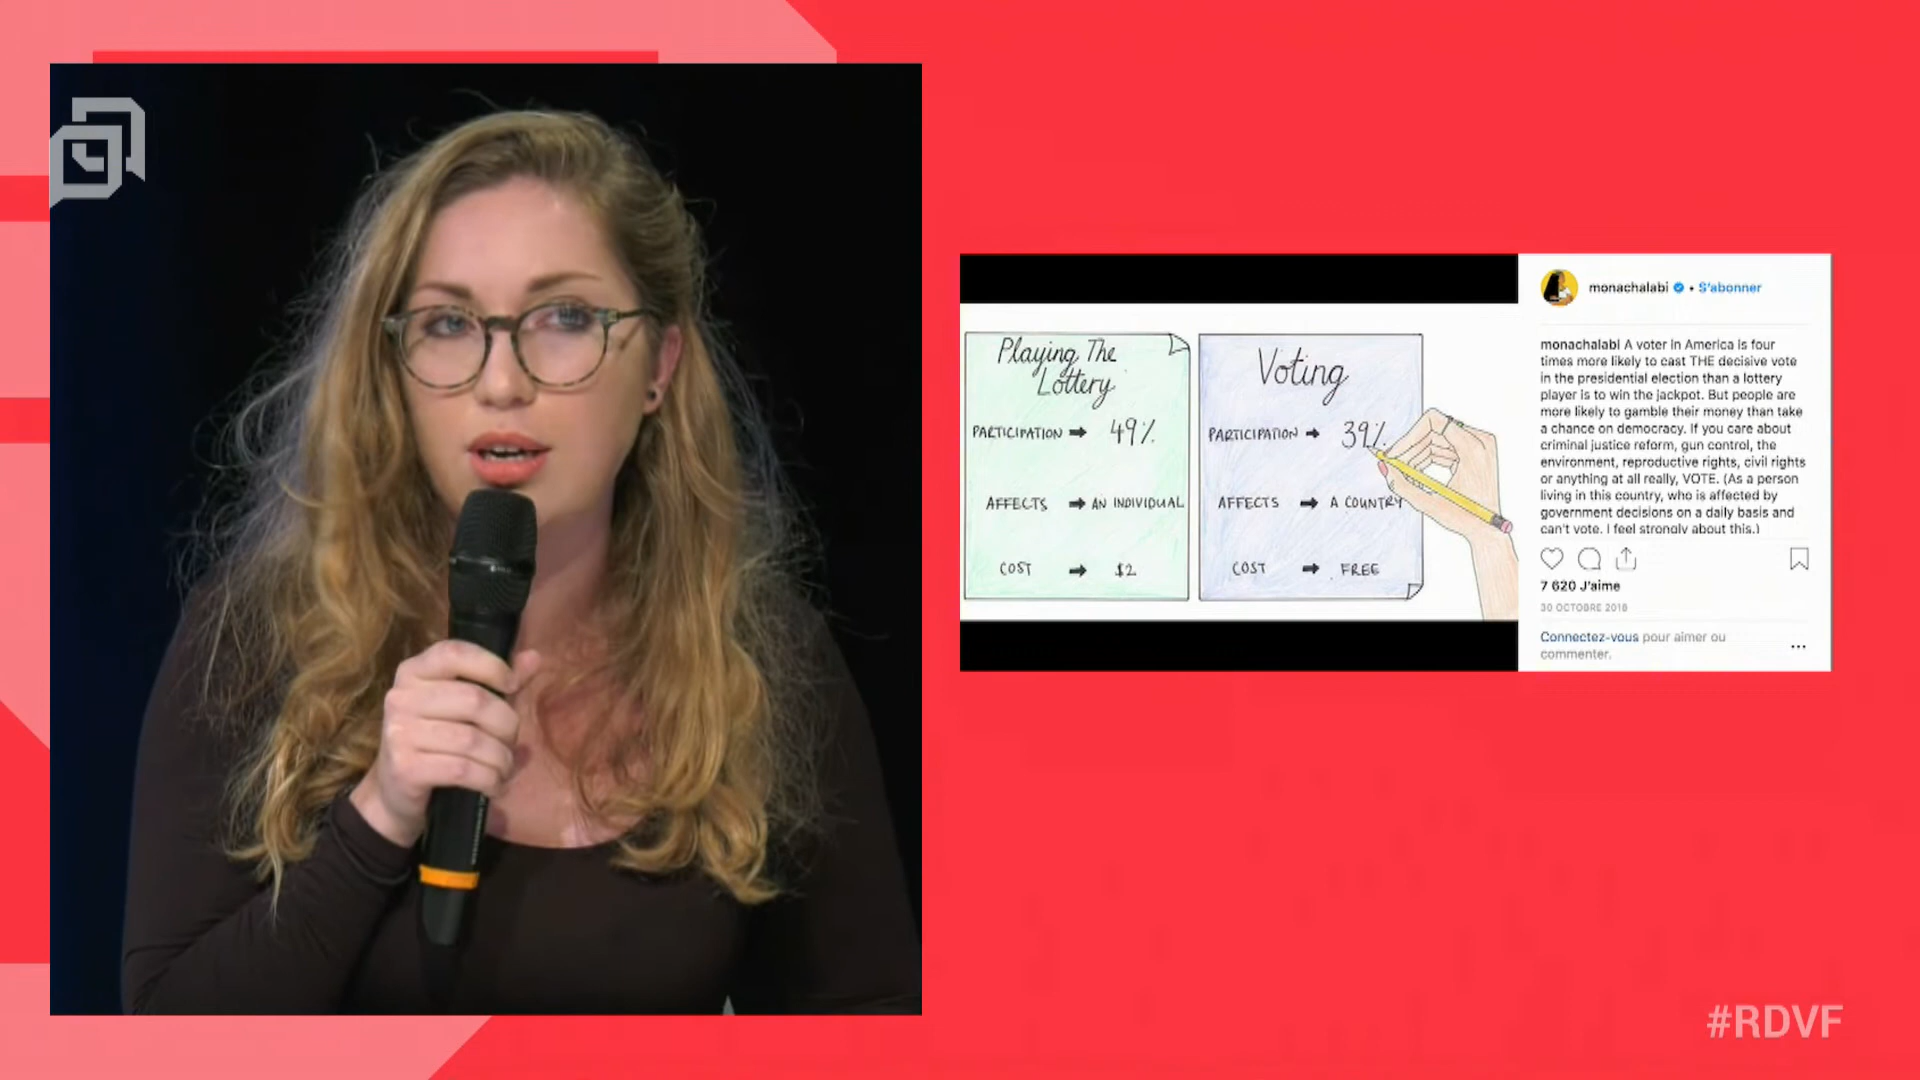 Playing The
Lottery
PARTICIPATION → 49%
AFFECTS → AN INDIVIDUAL
COST → $2
Voting
PARTICIPATION → 39%
AFFECTS → A COUNTRY
COST → FREE
monachalabi • S'abonner
monachalabi A voter in America is four
times more likely to cast THE decisive vote
in the presidential election than a lottery
player is to win the jackpot. But people are
more likely to gamble their money than take
a chance on democracy. If you care about
criminal justice reform, gun control, the
environment, reproductive rights, civil rights
or anything at all really, VOTE. (As a person
living in this country, who is affected by
government decisions on a daily basis and
can't vote, I feel strongly about this.)
7 620 J'aime
30 OCTOBRE 2018
Connectez-vous pour aimer ou
commenter.
#RDVF